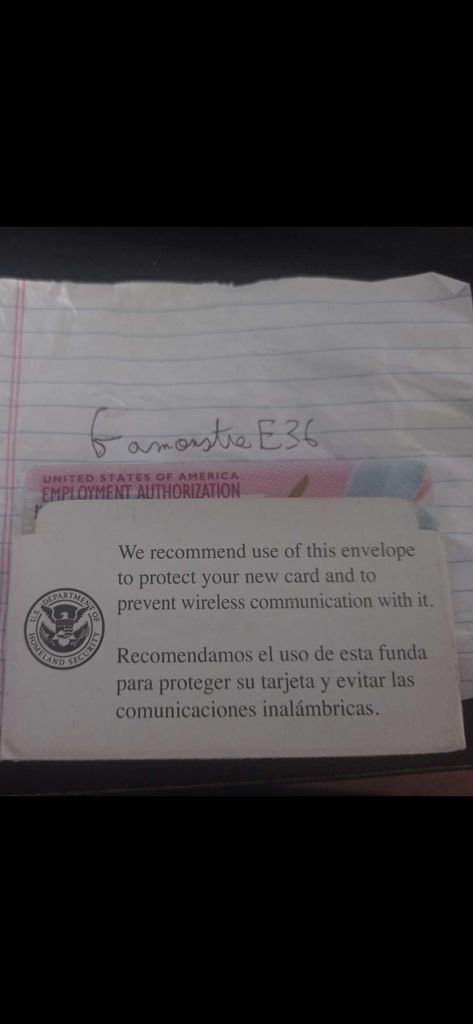 GamonstreE36
UNITED STATES OF AMERICA
EMPLOYMENT AUTHORIZATION
We recommend use of this envelope
to protect your new card and to
prevent wireless communication with it.
U.S. DEPARTMENT OF
HOMELAND SECURITY
Recomendamos el uso de esta funda
para proteger su tarjeta y evitar las
comunicaciones inalámbricas.